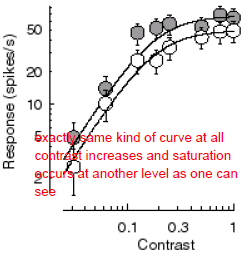 50
20
10
5
2
Response (spikes/s)
exactly same kind of curve at all
contrast increases and saturation
occurs at another level as one can
see
0.1
0.3
1
Contrast